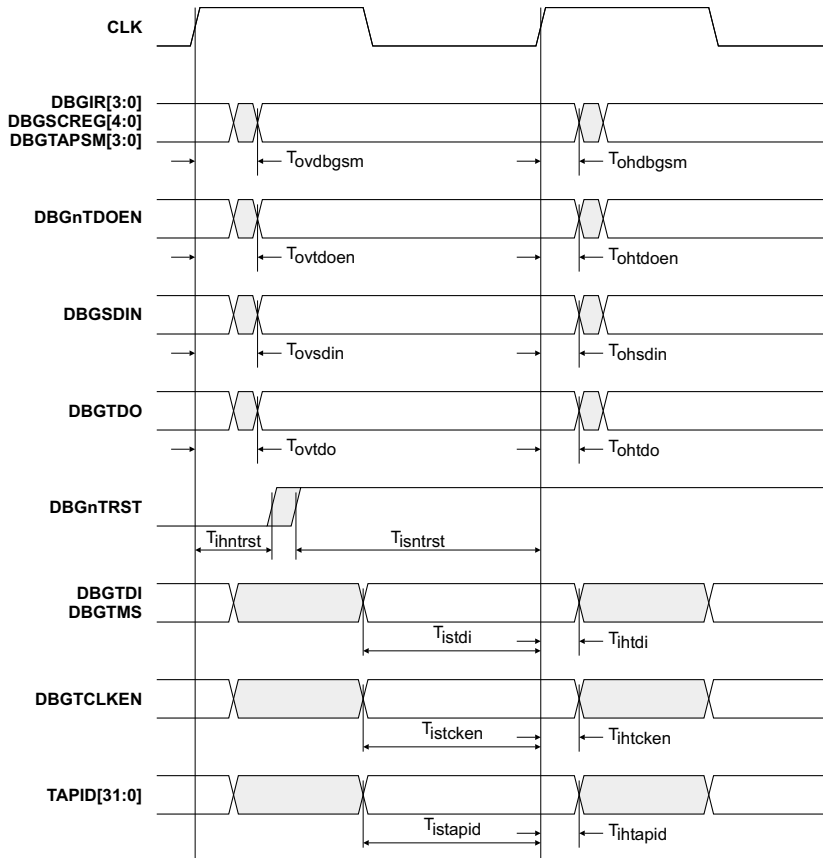 CLK
DBGIR[3:0]
DBGSCREG[4:0]
DBGTAPSM[3:0]
Tovdbgsm
Tohdbgsm
DBGnTDOEN
Tovtdoen
Tohtdoen
DBGSDIN
Tovsdin
Tohsdin
DBGTDO
Tovtdo
Tohtdo
DBGnTRST
Tihntrst
Tisntrst
DBGTDI
DBGTMS
Tistdi
Tihtdi
DBGTCLKEN
Tistcken
Tihtcken
TAPID[31:0]
Tistapid
Tihtapid